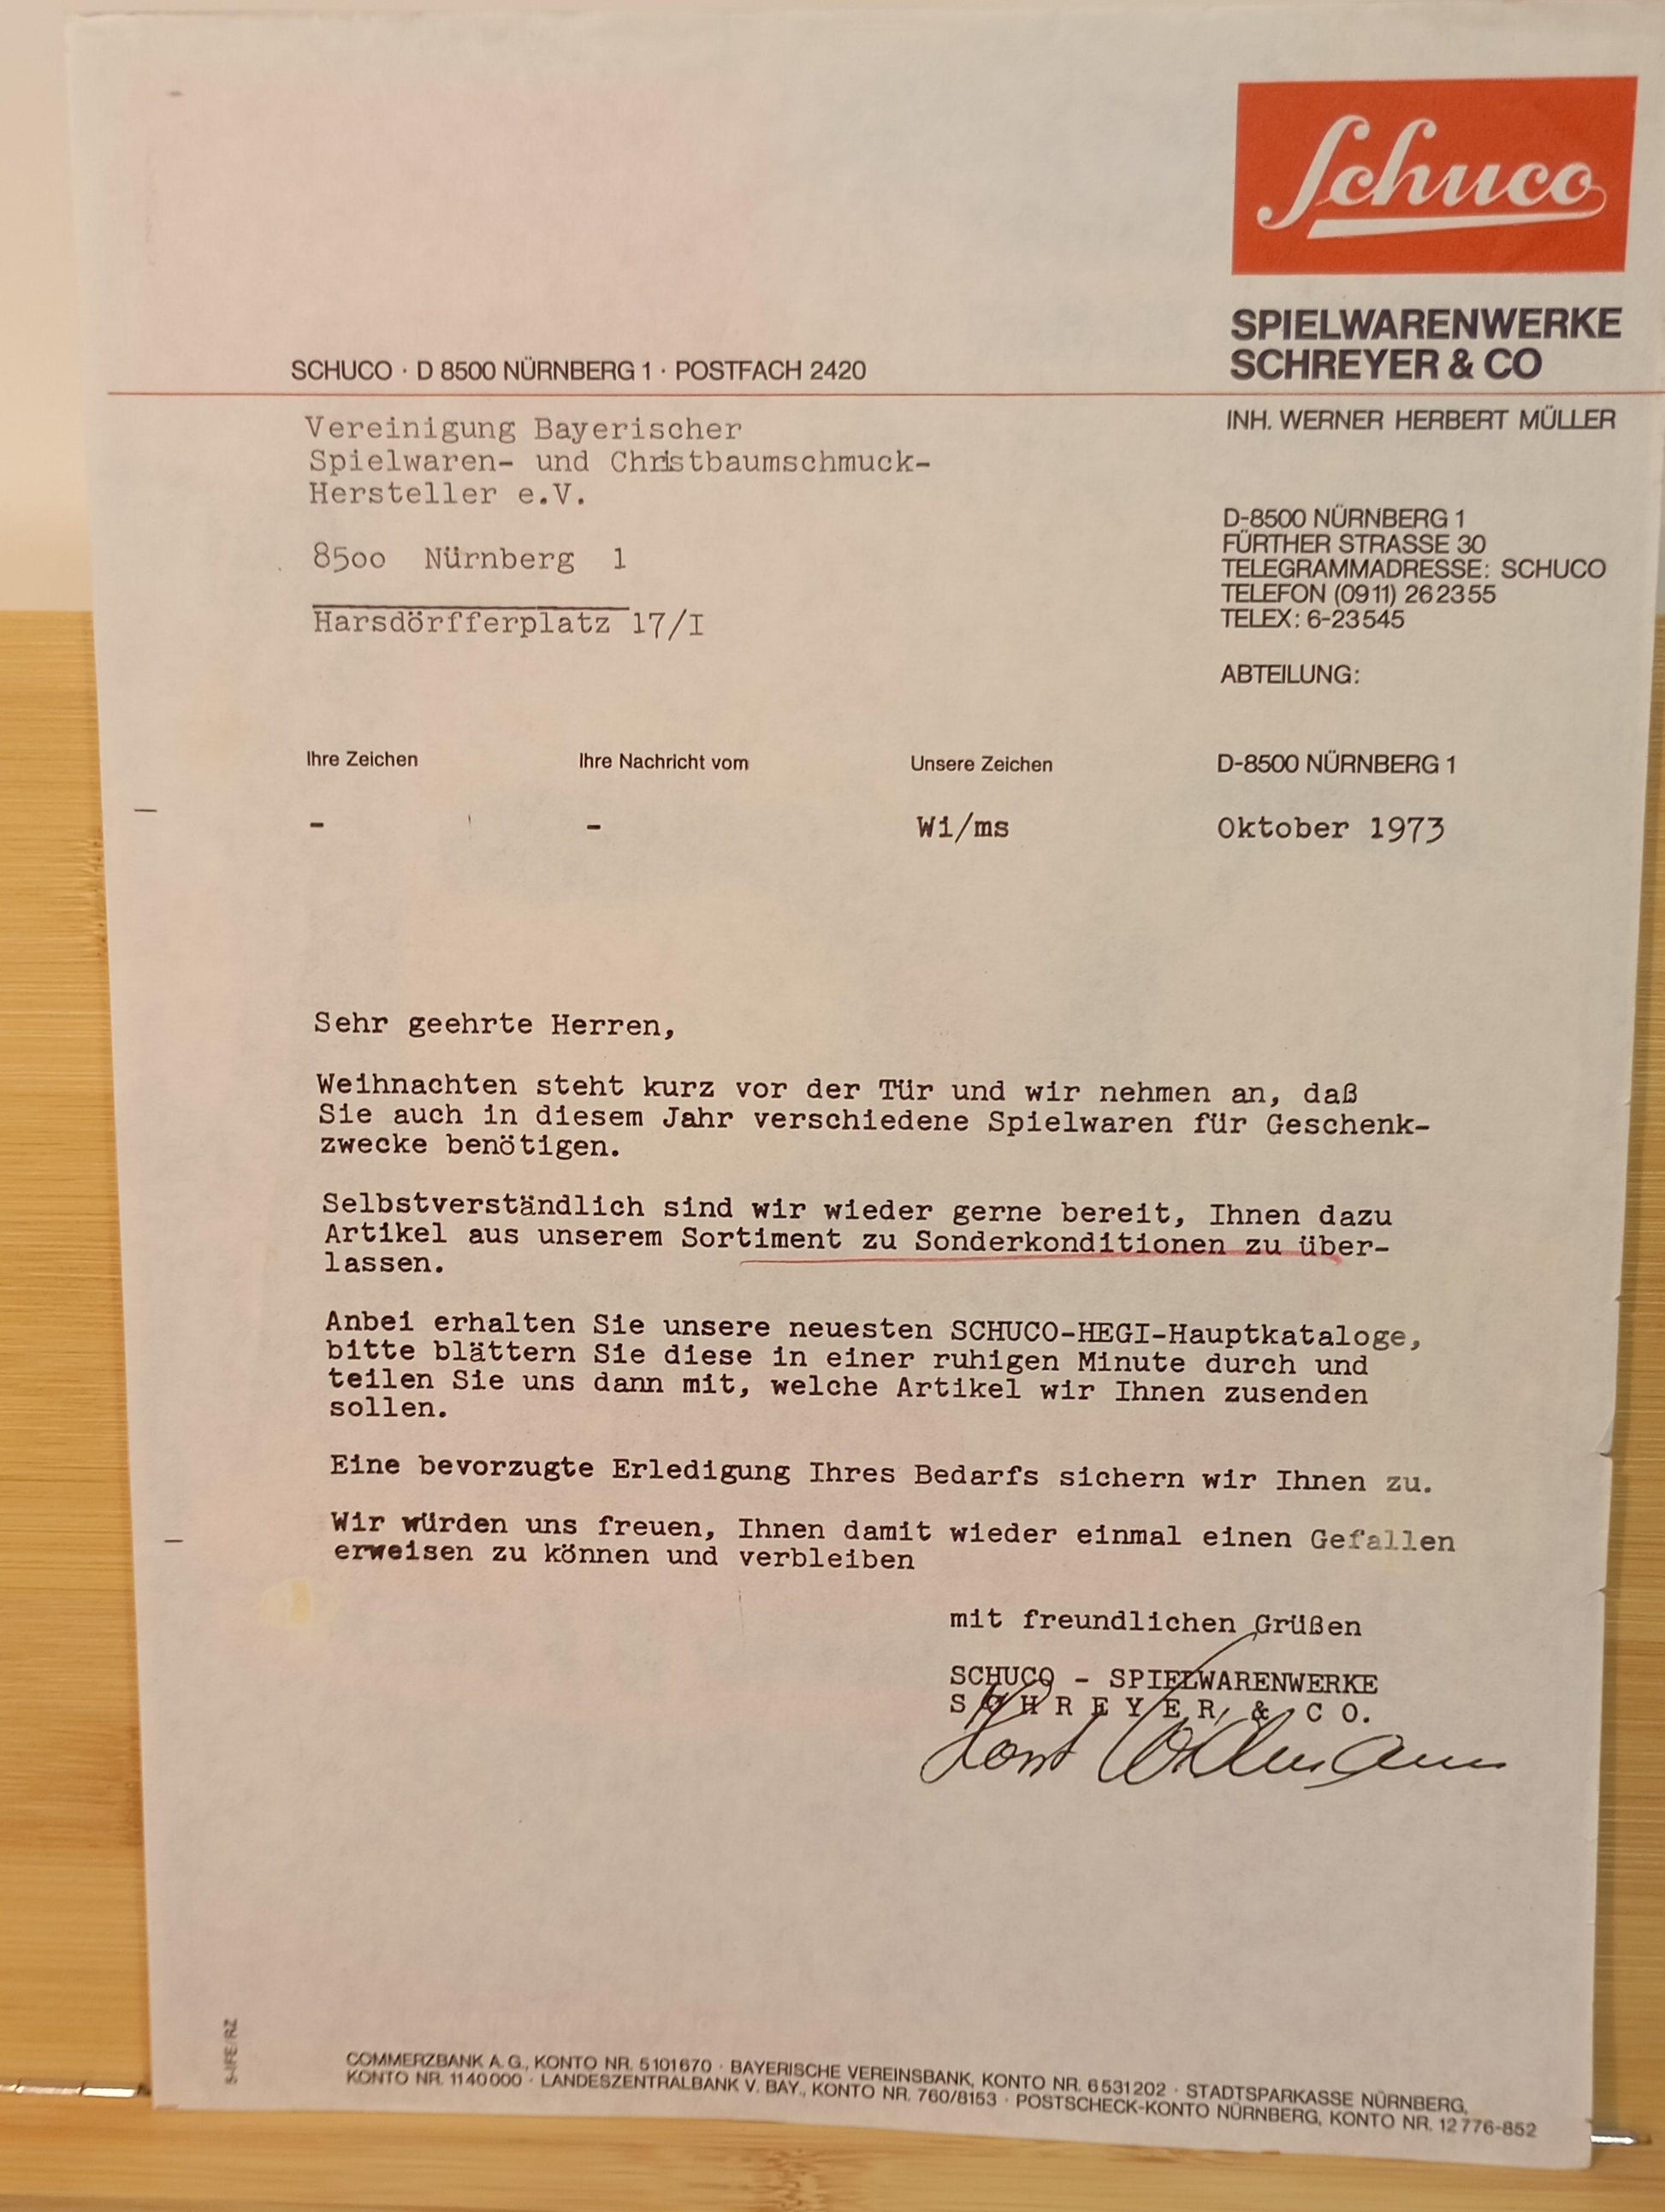 Schuco
SPIELWARENWERKE
SCHREYER & CO
SCHUCO · D 8500 NÜRNBERG 1 · POSTFACH 2420
INH. WERNER HERBERT MÜLLER
Vereinigung Bayerischer
Spielwaren- und Christbaumschmuck-
Hersteller e.V.
8500 Nürnberg 1
Harsdörfferplatz 17/I
D-8500 NÜRNBERG 1
FÜRTHER STRASSE 30
TELEGRAMMADRESSE: SCHUCO
TELEFON (0911) 262355
TELEX: 6-23545
ABTEILUNG:
Ihre Zeichen Ihre Nachricht vom Unsere Zeichen D-8500 NÜRNBERG 1
- - Wi/ms Oktober 1973
Sehr geehrte Herren,
Weihnachten steht kurz vor der Tür und wir nehmen an, daß
Sie auch in diesem Jahr verschiedene Spielwaren für Geschenk-
zwecke benötigen.
Selbstverständlich sind wir wieder gerne bereit, Ihnen dazu
Artikel aus unserem Sortiment zu Sonderkonditionen zu über-
lassen.
Anbei erhalten Sie unsere neuesten SCHUCO-HEGI-Hauptkataloge,
bitte blättern Sie diese in einer ruhigen Minute durch und
teilen Sie uns dann mit, welche Artikel wir Ihnen zusenden
sollen.
Eine bevorzugte Erledigung Ihres Bedarfs sichern wir Ihnen zu.
Wir würden uns freuen, Ihnen damit wieder einmal einen Gefallen
erweisen zu können und verbleiben
mit freundlichen Grüßen
SCHUCO - SPIELWARENWERKE
S C H R E Y E R & C O.
COMMERZBANK A. G., KONTO NR. 5101670 · BAYERISCHE VEREINSBANK, KONTO NR. 6531202 · STADTSPARKASSE NÜRNBERG,
KONTO NR. 1140000 · LANDESZENTRALBANK V. BAY., KONTO NR. 760/8153 · POSTSCHECK-KONTO NÜRNBERG, KONTO NR. 12776-852